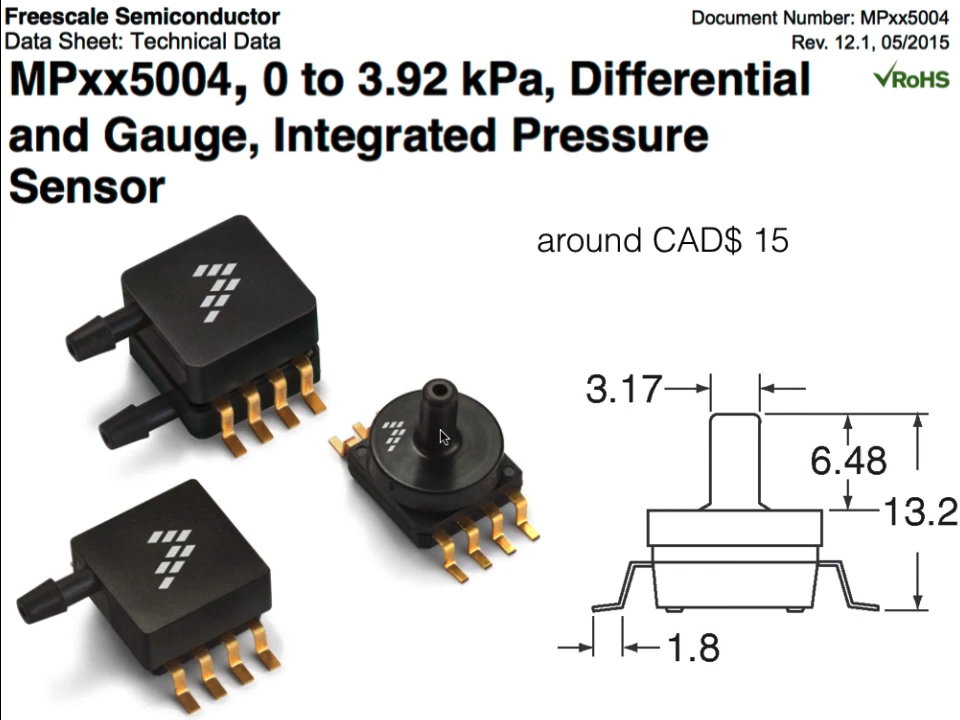 Freescale Semiconductor
Data Sheet: Technical Data
Document Number: MPxx5004
Rev. 12.1, 05/2015
MPxx5004, 0 to 3.92 kPa, Differential
and Gauge, Integrated Pressure
Sensor
RoHS
around CAD$ 15
3.17
6.48
13.2
1.8